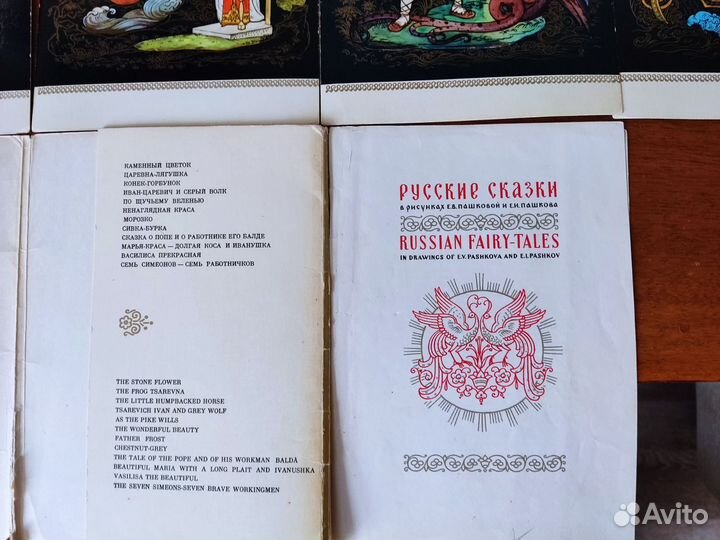 КАМЕННЫЙ ЦВЕТОК
ЦАРЕВНА-ЛЯГУШКА
КОНЕК-ГОРБУНОК
ИВАН-ЦАРЕВИЧ И СЕРЫЙ ВОЛК
ПО ЩУЧЬЕМУ ВЕЛЕНЬЮ
НЕНАГЛЯДНАЯ КРАСА
МОРОЗКО
СИВКА-БУРКА
СКАЗКА О ПОПЕ И О РАБОТНИКЕ ЕГО БАЛДЕ
МАРЬЯ-КРАСА — ДОЛГАЯ КОСА И ИВАНУШКА
ВАСИЛИСА ПРЕКРАСНАЯ
СЕМЬ СИМЕОНОВ — СЕМЬ РАБОТНИЧКОВ
THE STONE FLOWER
THE FROG TSAREVNA
THE LITTLE HUMPBACKED HORSE
TSAREVICH IVAN AND GREY WOLF
AS THE PIKE WILLS
THE WONDERFUL BEAUTY
FATHER FROST
CHESTNUT-GREY
THE TALE OF THE POPE AND OF HIS WORKMAN BALDÁ
BEAUTIFUL MARIA WITH A LONG PLAIT AND IVANUSHKA
VASILISA THE BEAUTIFUL
THE SEVEN SIMEONS-SEVEN BRAVE WORKINGMEN
РУССКИЕ СКАЗКИ
В РИСУНКАХ Е.В.ПАШКОВОЙ И Е.И.ПАШКОВА
RUSSIAN FAIRY-TALES
IN DRAWINGS OF E.V.PASHKOVA AND E.I.PASHKOV
Avito